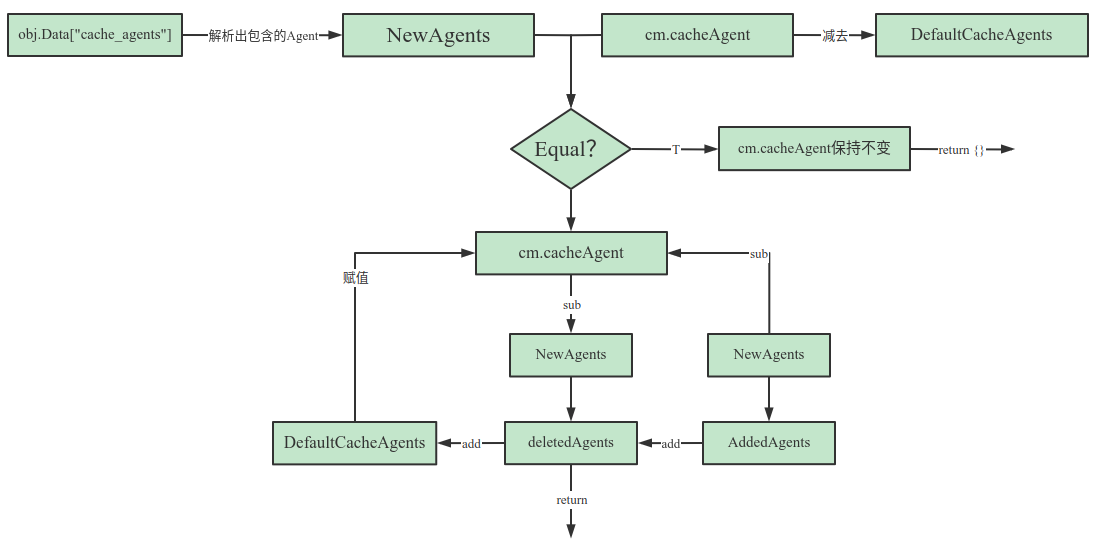 obj.Data["cache_agents"]
解析出包含的Agent
NewAgents
cm.cacheAgent
减去
DefaultCacheAgents
Equal?
T
cm.cacheAgent保持不变
return {}
cm.cacheAgent
sub
赋值
sub
NewAgents
NewAgents
DefaultCacheAgents
add
deletedAgents
add
AddedAgents
return